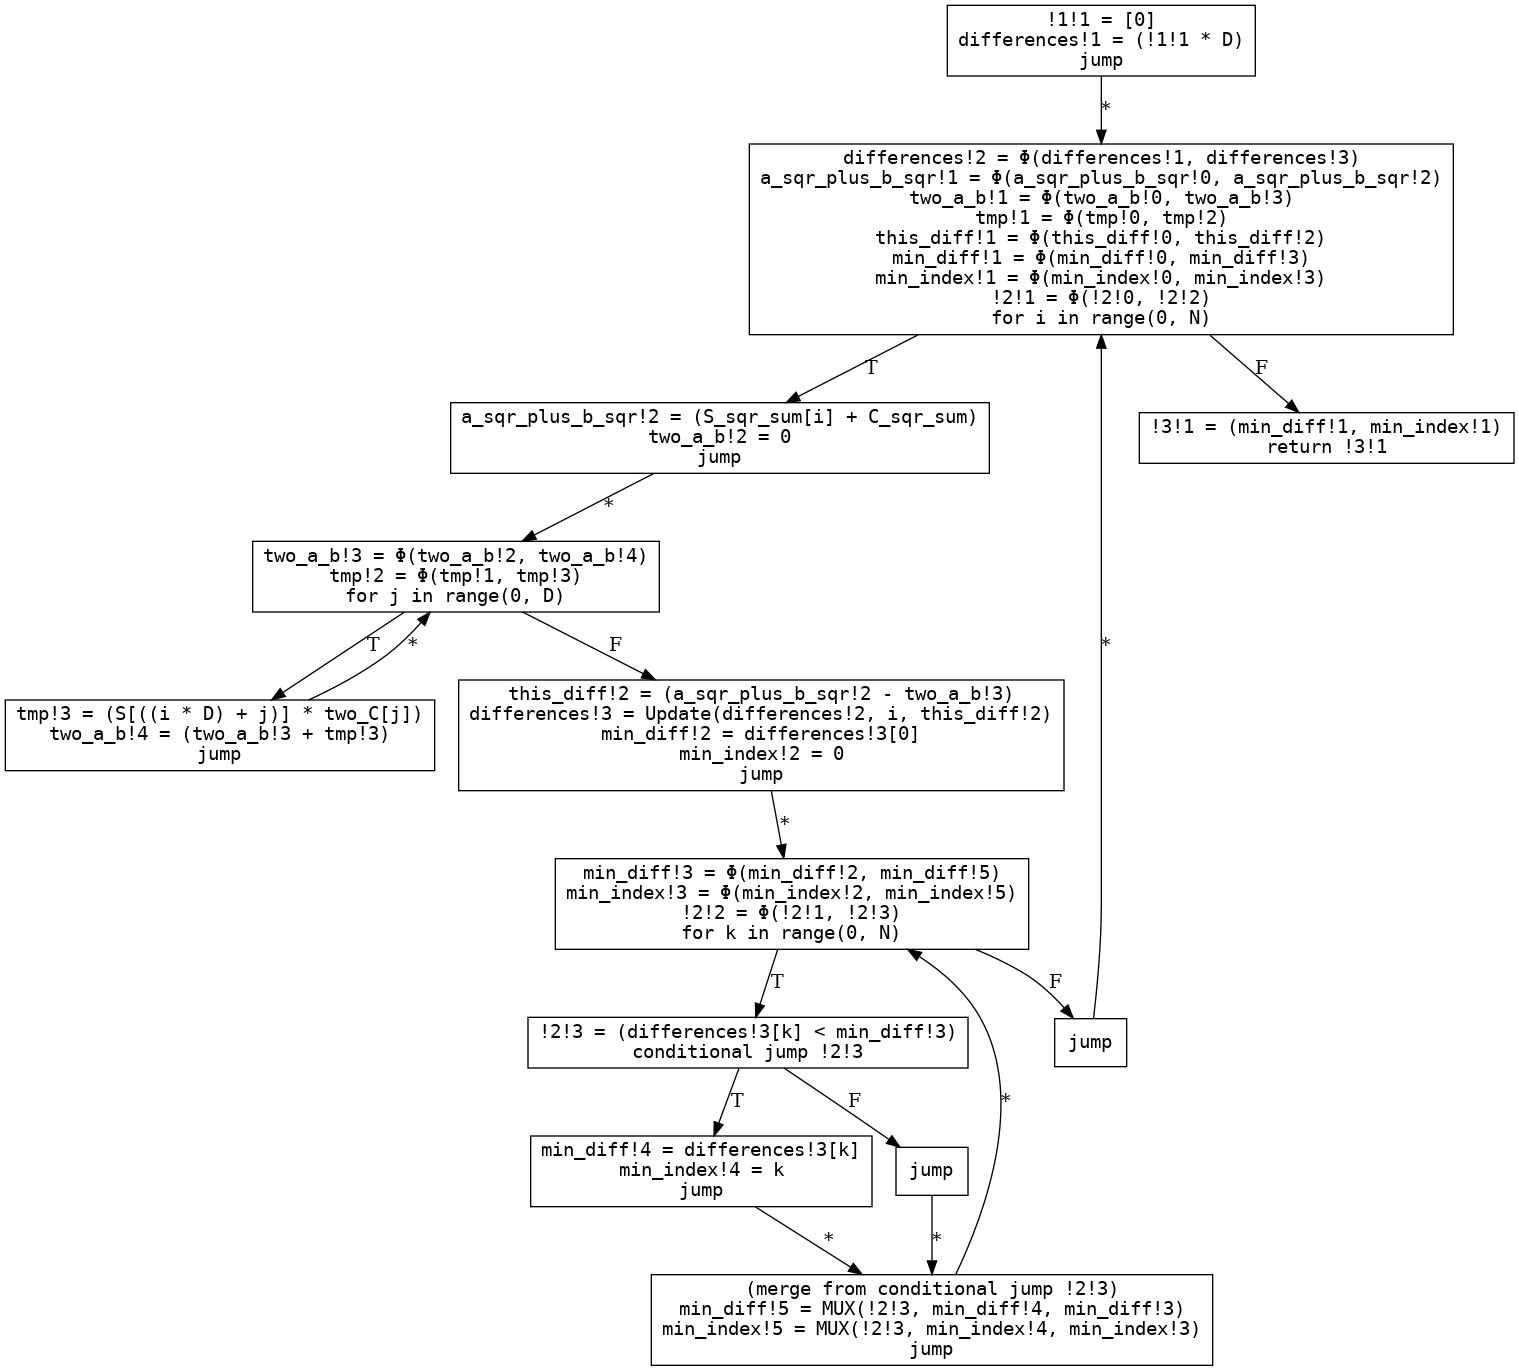 !1!1 = [0]
differences!1 = (!1!1 * D)
jump
*
differences!2 = Φ(differences!1, differences!3)
a_sqr_plus_b_sqr!1 = Φ(a_sqr_plus_b_sqr!0, a_sqr_plus_b_sqr!2)
two_a_b!1 = Φ(two_a_b!0, two_a_b!3)
tmp!1 = Φ(tmp!0, tmp!2)
this_diff!1 = Φ(this_diff!0, this_diff!2)
min_diff!1 = Φ(min_diff!0, min_diff!3)
min_index!1 = Φ(min_index!0, min_index!3)
!2!1 = Φ(!2!0, !2!2)
for i in range(0, N)
T
F
a_sqr_plus_b_sqr!2 = (S_sqr_sum[i] + C_sqr_sum)
two_a_b!2 = 0
jump
!3!1 = (min_diff!1, min_index!1)
return !3!1
*
two_a_b!3 = Φ(two_a_b!2, two_a_b!4)
tmp!2 = Φ(tmp!1, tmp!3)
for j in range(0, D)
T
*
F
*
tmp!3 = (S[((i * D) + j)] * two_C[j])
two_a_b!4 = (two_a_b!3 + tmp!3)
jump
this_diff!2 = (a_sqr_plus_b_sqr!2 - two_a_b!3)
differences!3 = Update(differences!2, i, this_diff!2)
min_diff!2 = differences!3[0]
min_index!2 = 0
jump
*
min_diff!3 = Φ(min_diff!2, min_diff!5)
min_index!3 = Φ(min_index!2, min_index!5)
!2!2 = Φ(!2!1, !2!3)
for k in range(0, N)
T
F
!2!3 = (differences!3[k] < min_diff!3)
conditional jump !2!3
jump
T
F
*
min_diff!4 = differences!3[k]
min_index!4 = k
jump
jump
*
*
(merge from conditional jump !2!3)
min_diff!5 = MUX(!2!3, min_diff!4, min_diff!3)
min_index!5 = MUX(!2!3, min_index!4, min_index!3)
jump